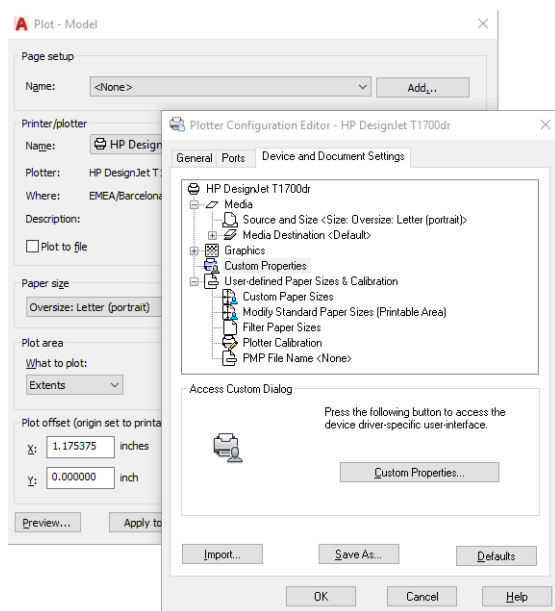 Plot - Model
Page setup
Name:
<None>
Add...
Printer/plotter
Name:
HP Design
Plotter:
HP DesignJet T1
Where:
EMEA/Barcelona
Description:
Plot to file
Paper size
Oversize: Letter (portrait)
Plot area
What to plot:
Extents
Plot offset (origin set to printa
X:
1.175375
inches
Y:
0.000000
inch
Preview...
Apply to
Plotter Configuration Editor - HP DesignJet T1700dr
General
Ports
Device and Document Settings
HP DesignJet T1700dr
Media
Source and Size <Size: Oversize: Letter (portrait)>
Media Destination <Default>
Graphics
Custom Properties
User-defined Paper Sizes & Calibration
Custom Paper Sizes
Modify Standard Paper Sizes (Printable Area)
Filter Paper Sizes
Plotter Calibration
PMP File Name <None>
Access Custom Dialog
Press the following button to access the
device driver-specific user-interface.
Custom Properties...
Import...
Save As...
Defaults
OK
Cancel
Help